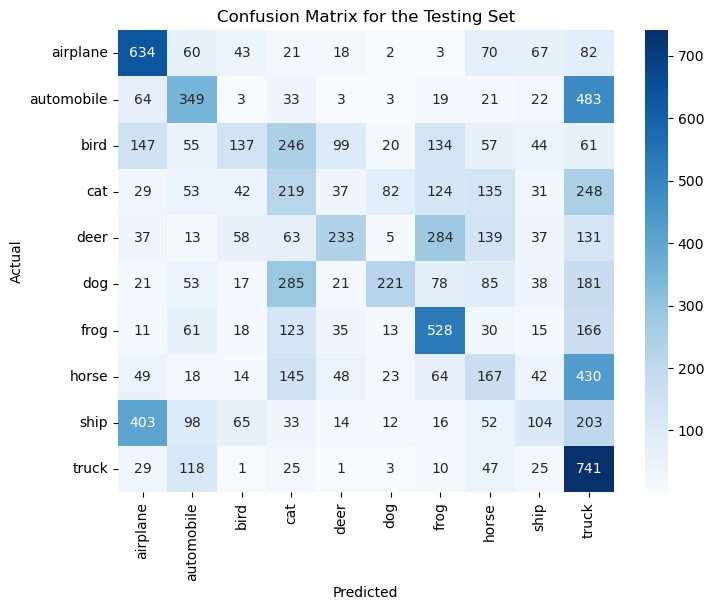 Confusion Matrix for the Testing Set
Actual
airplane 634 60 43 21 18 2 3 70 67 82
automobile 64 349 3 33 3 3 19 21 22 483
bird 147 55 137 246 99 20 134 57 44 61
cat 29 53 42 219 37 82 124 135 31 248
deer 37 13 58 63 233 5 284 139 37 131
dog 21 53 17 285 21 221 78 85 38 181
frog 11 61 18 123 35 13 528 30 15 166
horse 49 18 14 145 48 23 64 167 42 430
ship 403 98 65 33 14 12 16 52 104 203
truck 29 118 1 25 1 3 10 47 25 741
airplane automobile bird cat deer dog frog horse ship truck
Predicted
700
600
500
400
300
200
100